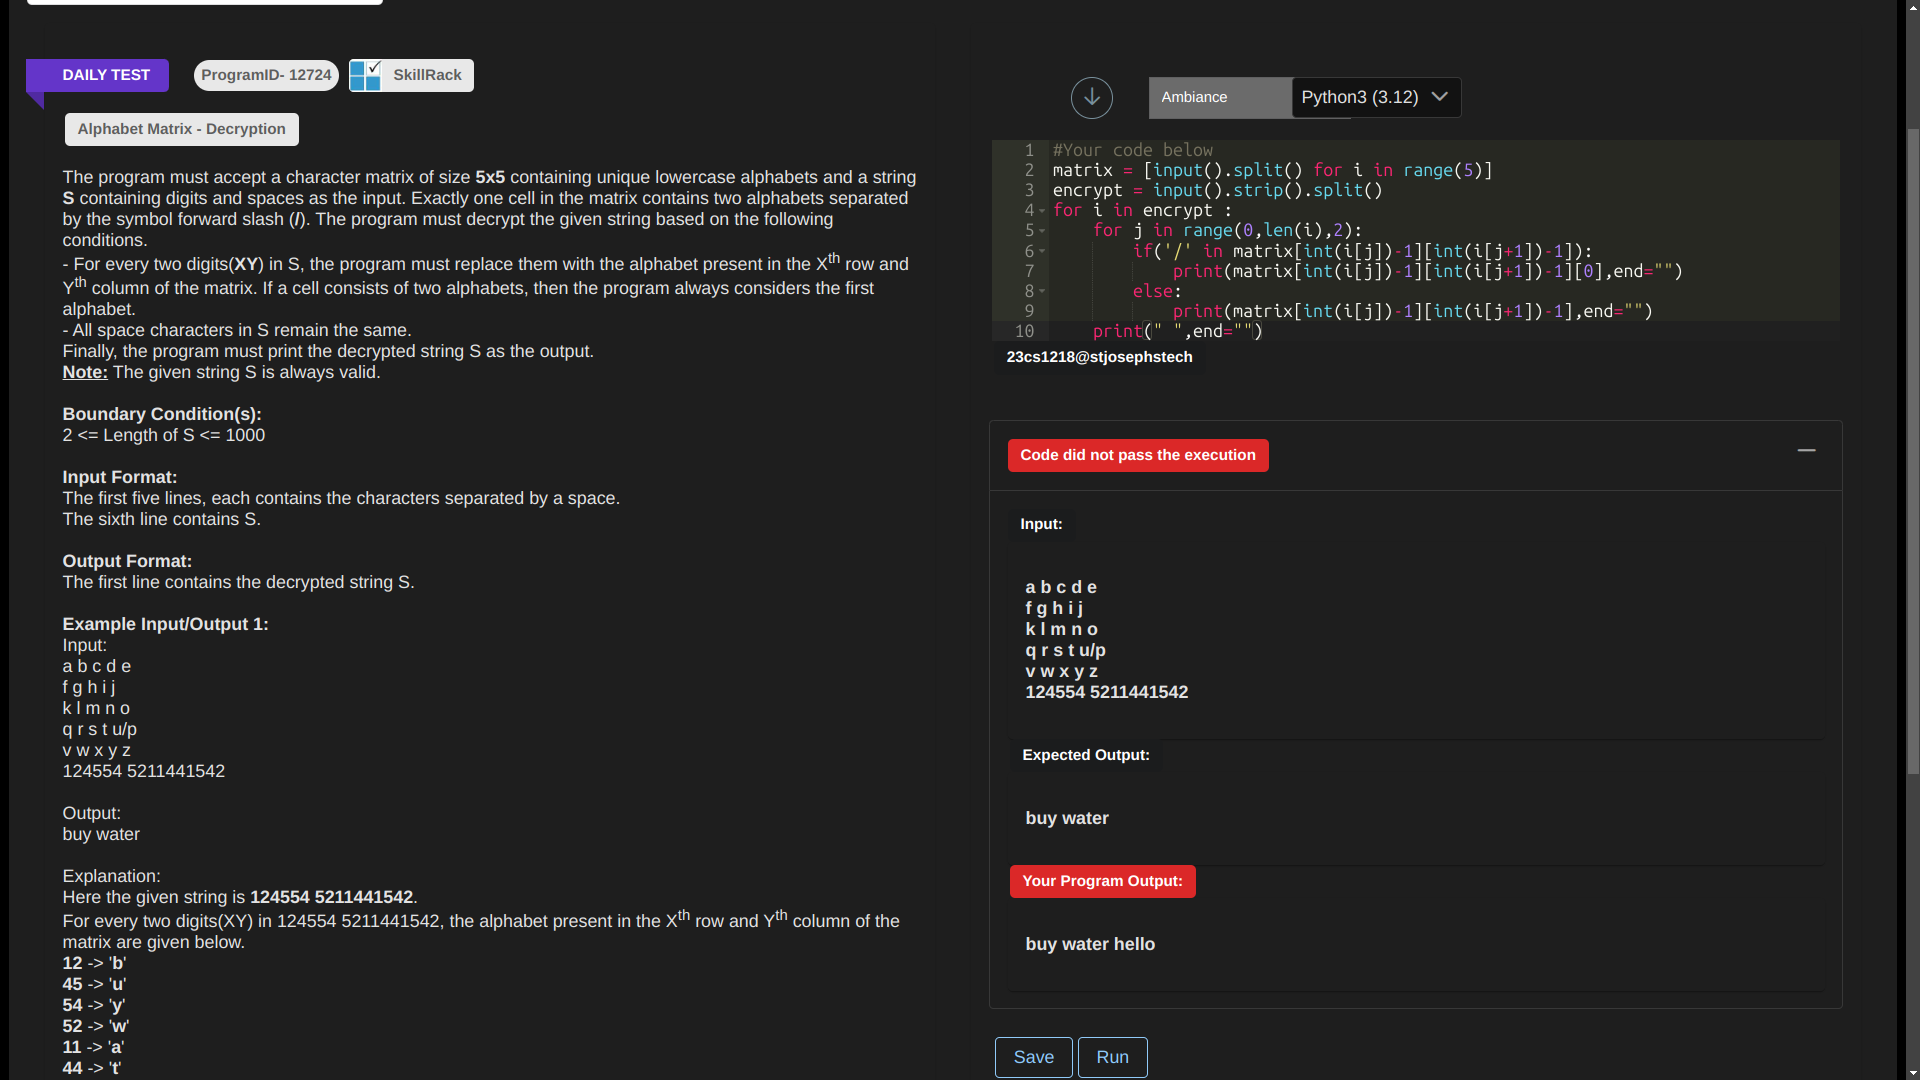 DAILY TEST
ProgramID- 12724
SkillRack
Alphabet Matrix - Decryption
The program must accept a character matrix of size 5x5 containing unique lowercase alphabets and a string
S containing digits and spaces as the input. Exactly one cell in the matrix contains two alphabets separated
by the symbol forward slash (/). The program must decrypt the given string based on the following
conditions.
- For every two digits(XY) in S, the program must replace them with the alphabet present in the Xth row and
Yth column of the matrix. If a cell consists of two alphabets, then the program always considers the first
alphabet.
- All space characters in S remain the same.
Finally, the program must print the decrypted string S as the output.
Note: The given string S is always valid.
Boundary Condition(s):
2 <= Length of S <= 1000
Input Format:
The first five lines, each contains the characters separated by a space.
The sixth line contains S.
Output Format:
The first line contains the decrypted string S.
Example Input/Output 1:
Input:
a b c d e
f g h i j
k l m n o
q r s t u/p
v w x y z
124554 5211441542
Output:
buy water
Explanation:
Here the given string is 124554 5211441542.
For every two digits(XY) in 124554 5211441542, the alphabet present in the Xth row and Yth column of the
matrix are given below.
12 -> 'b'
45 -> 'u'
54 -> 'y'
52 -> 'w'
11 -> 'a'
44 -> 't'
Ambiance
Python3 (3.12)
1 #Your code below
2 matrix = [input().split() for i in range(5)]
3 encrypt = input().strip().split()
4 for i in encrypt :
5     for j in range(0,len(i),2):
6         if('/' in matrix[int(i[j])-1][int(i[j+1])-1]):
7             print(matrix[int(i[j])-1][int(i[j+1])-1][0],end="")
8         else:
9             print(matrix[int(i[j])-1][int(i[j+1])-1],end="")
10     print(" ",end="")
23cs1218@stjosephstech
Code did not pass the execution
Input:
a b c d e
f g h i j
k l m n o
q r s t u/p
v w x y z
124554 5211441542
Expected Output:
buy water
Your Program Output:
buy water hello
Save
Run